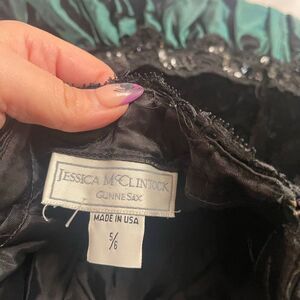 JESSICA MCCLINTOCK
GUNNE SAX
MADE IN USA
5/6